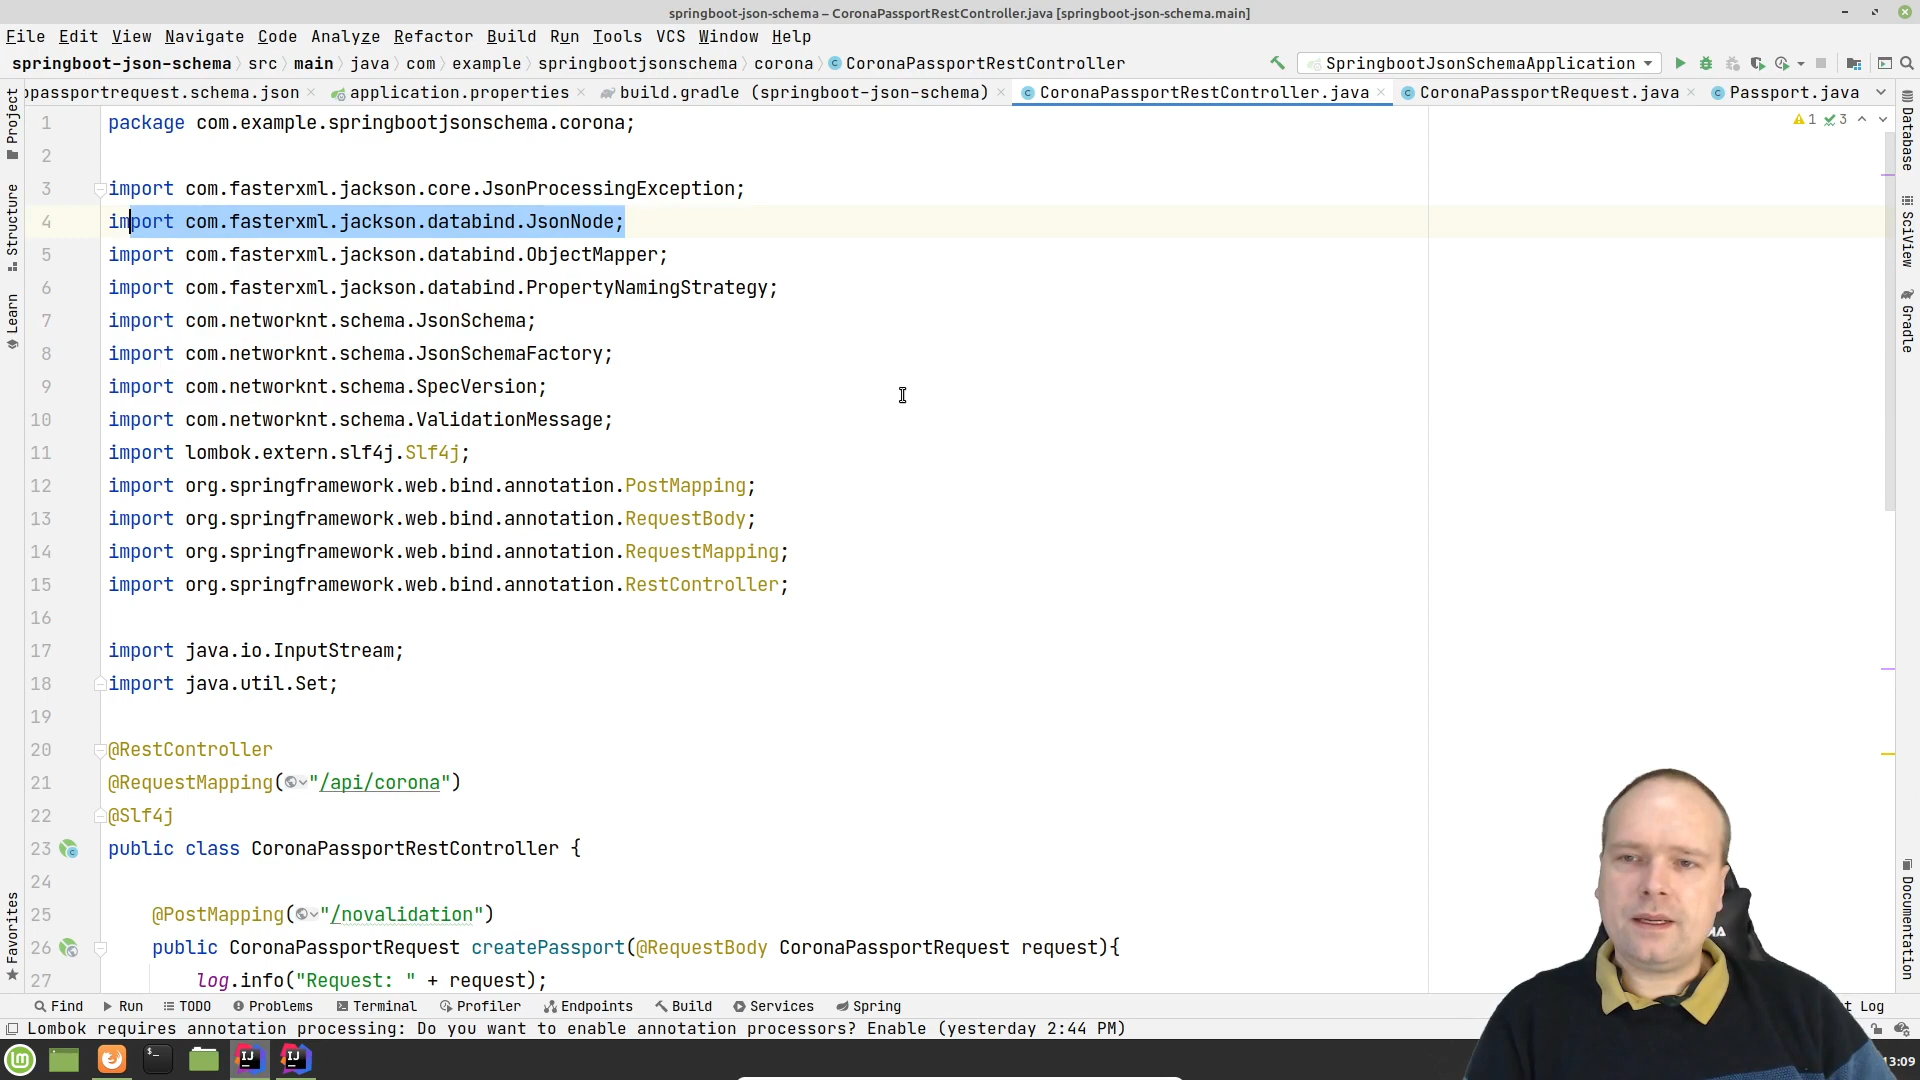 springboot-json-schema – CoronaPassportRestController.java [springboot-json-schema.main]
File Edit View Navigate Code Analyze Refactor Build Run Tools VCS Window Help
springboot-json-schema src main java com example springbootjsonschema corona CoronaPassportRestController SpringbootJsonSchemaApplication
passportrequest.schema.json application.properties build.gradle (springboot-json-schema) CoronaPassportRestController.java CoronaPassportRequest.java Passport.java
1 package com.example.springbootjsonschema.corona;
2
3 import com.fasterxml.jackson.core.JsonProcessingException;
4 import com.fasterxml.jackson.databind.JsonNode;
5 import com.fasterxml.jackson.databind.ObjectMapper;
6 import com.fasterxml.jackson.databind.PropertyNamingStrategy;
7 import com.networknt.schema.JsonSchema;
8 import com.networknt.schema.JsonSchemaFactory;
9 import com.networknt.schema.SpecVersion;
10 import com.networknt.schema.ValidationMessage;
11 import lombok.extern.slf4j.Slf4j;
12 import org.springframework.web.bind.annotation.PostMapping;
13 import org.springframework.web.bind.annotation.RequestBody;
14 import org.springframework.web.bind.annotation.RequestMapping;
15 import org.springframework.web.bind.annotation.RestController;
16
17 import java.io.InputStream;
18 import java.util.Set;
19
20 @RestController
21 @RequestMapping("/api/corona")
22 @Slf4j
23 public class CoronaPassportRestController {
24
25 @PostMapping("/novalidation")
26 public CoronaPassportRequest createPassport(@RequestBody CoronaPassportRequest request){
27 log.info("Request: " + request);
1 3
Project
Structure
Learn
Favorites
Database
SciView
Gradle
Documentation
Find Run TODO Problems Terminal Profiler Endpoints Build Services Spring t Log
Lombok requires annotation processing: Do you want to enable annotation processors? Enable (yesterday 2:44 PM)
IJ IJ 13:09